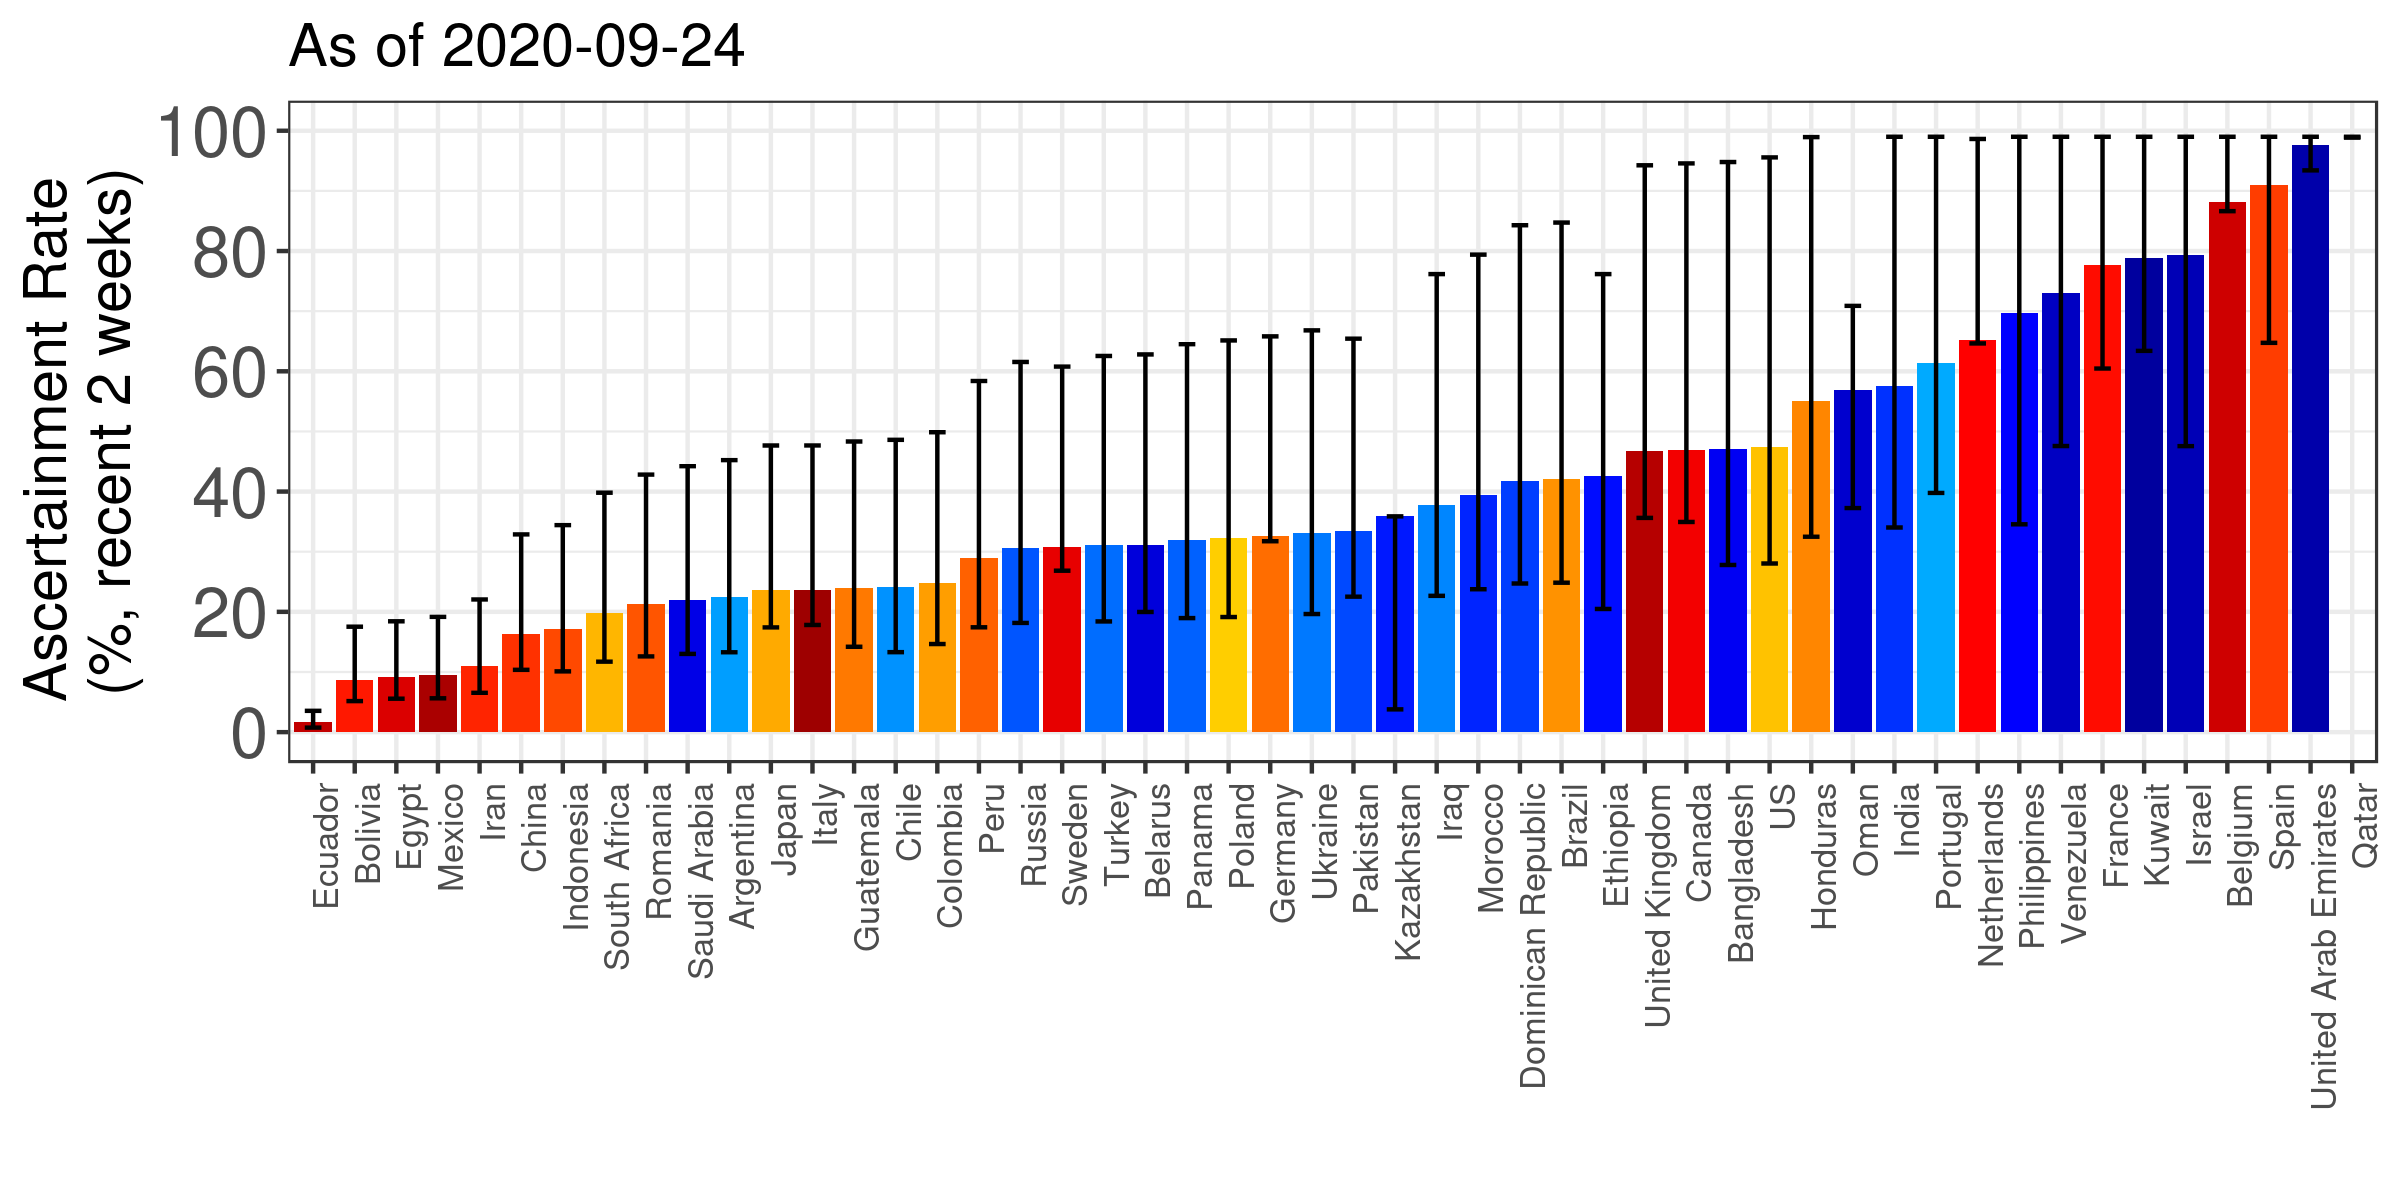 As of 2020-09-24
Ascertainment Rate
(%, recent 2 weeks)
100
80
60
40
20
0
Ecuador
Bolivia
Egypt
Mexico
Iran
China
Indonesia
South Africa
Romania
Saudi Arabia
Argentina
Japan
Italy
Guatemala
Chile
Colombia
Peru
Russia
Sweden
Turkey
Belarus
Panama
Poland
Germany
Ukraine
Pakistan
Kazakhstan
Iraq
Morocco
Dominican Republic
Brazil
Ethiopia
United Kingdom
Canada
Bangladesh
US
Honduras
Oman
India
Portugal
Netherlands
Philippines
Venezuela
France
Kuwait
Israel
Belgium
Spain
United Arab Emirates
Qatar